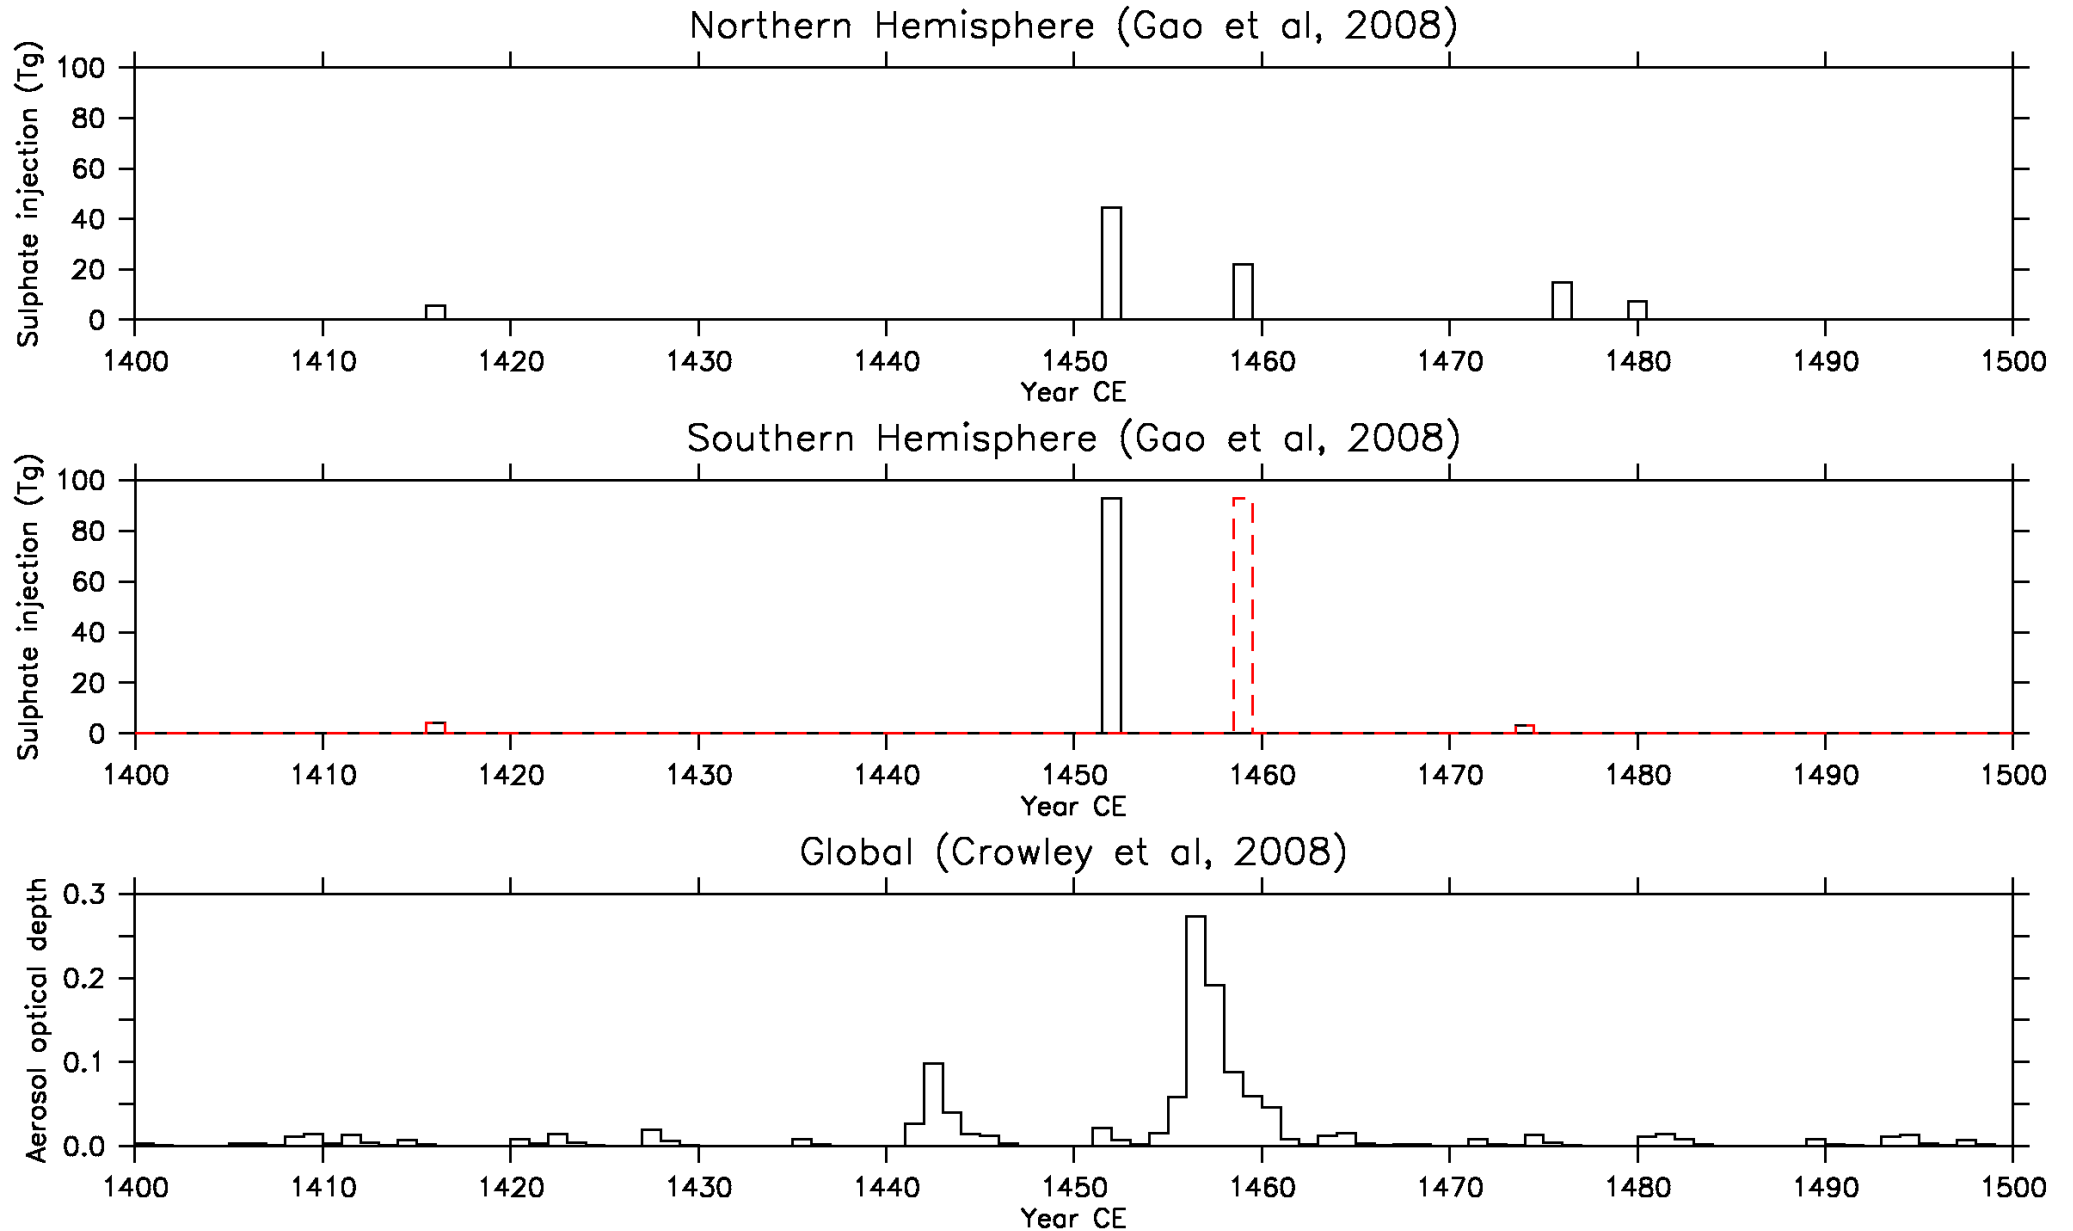 Northern Hemisphere (Gao et al, 2008)
Sulphate injection (Tg)
100
80
60
40
20
0
1400 1410 1420 1430 1440 1450 1460 1470 1480 1490 1500
Year CE
Southern Hemisphere (Gao et al, 2008)
Sulphate injection (Tg)
100
80
60
40
20
0
1400 1410 1420 1430 1440 1450 1460 1470 1480 1490 1500
Year CE
Global (Crowley et al, 2008)
Aerosol optical depth
0.3
0.2
0.1
0.0
1400 1410 1420 1430 1440 1450 1460 1470 1480 1490 1500
Year CE